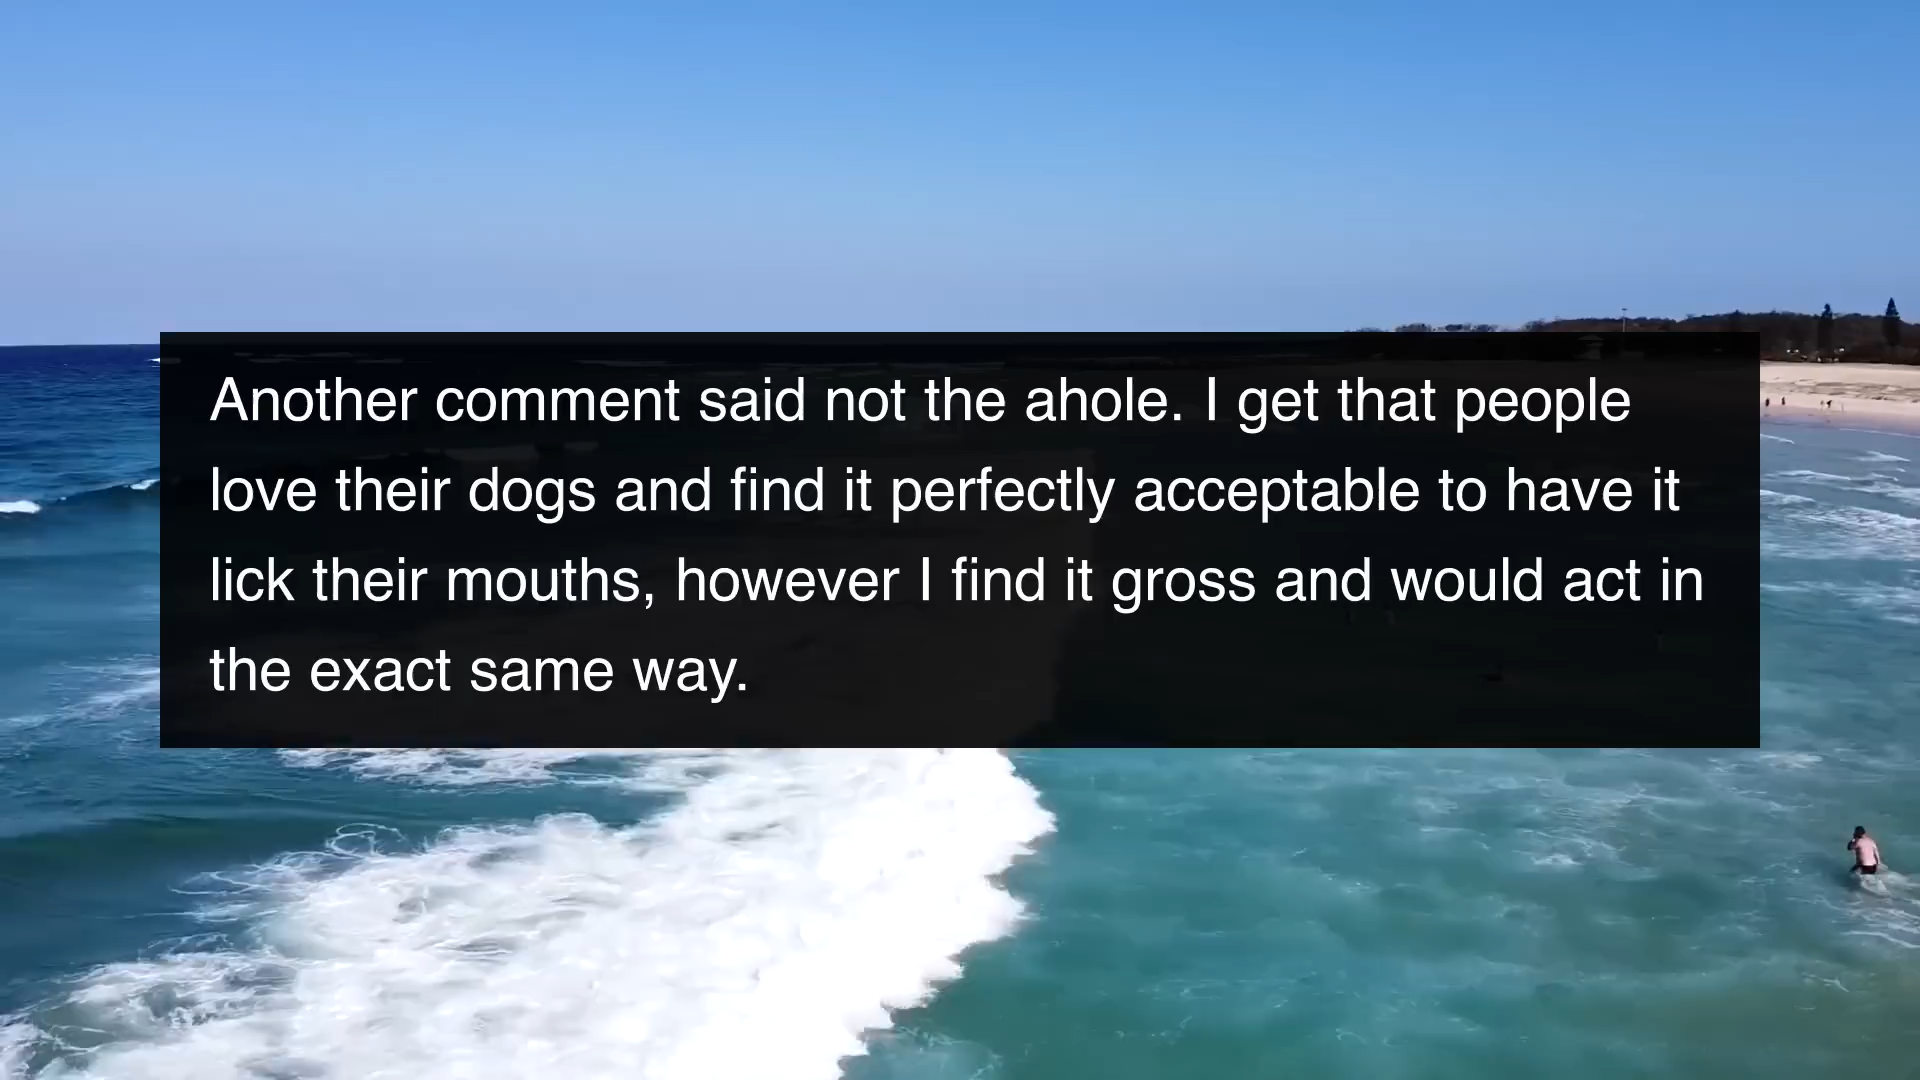 Another comment said not the ahole. I get that people
love their dogs and find it perfectly acceptable to have it
lick their mouths, however I find it gross and would act in
the exact same way.